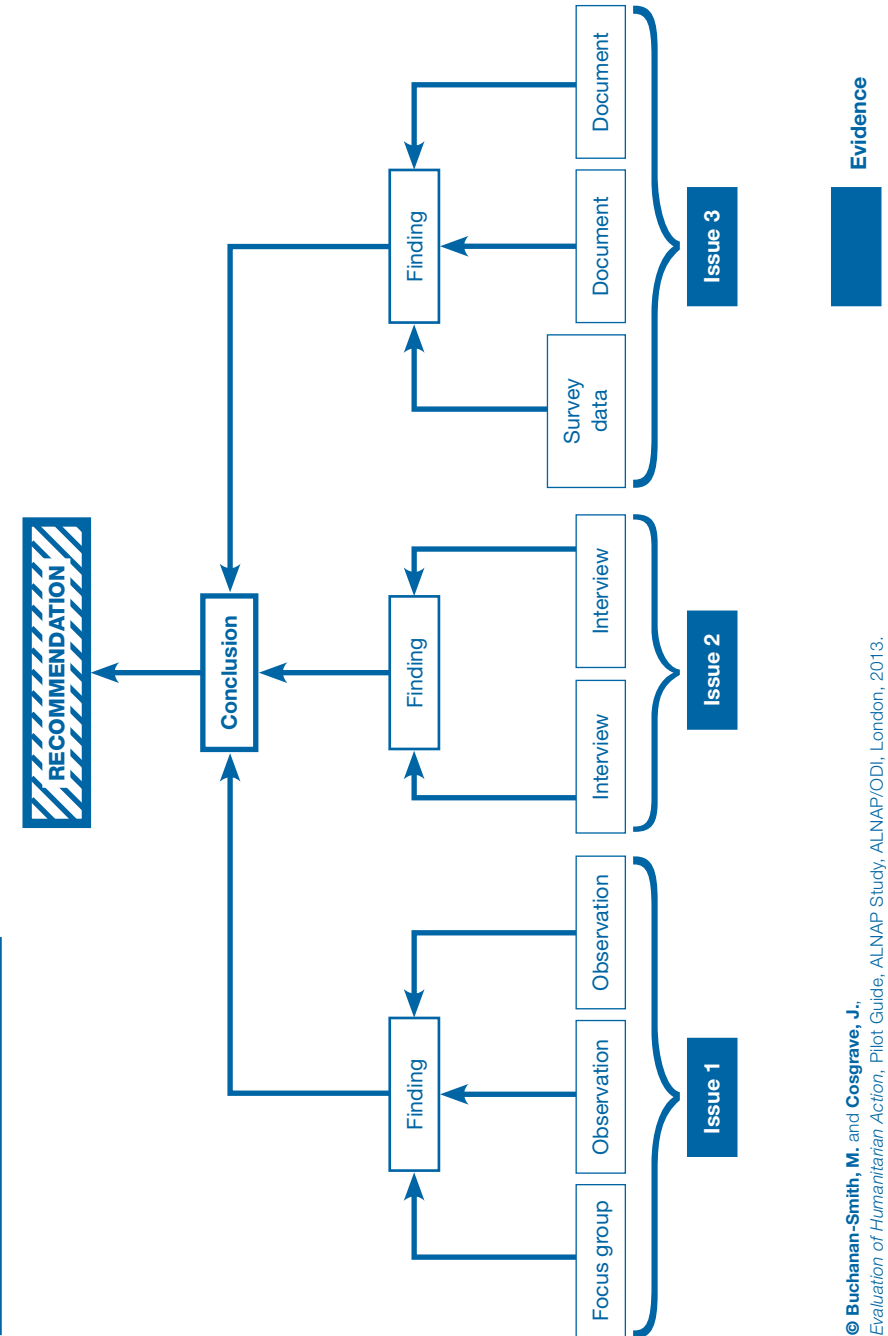 RECOMMENDATION
Conclusion
Finding
Finding
Finding
Focus group
Observation
Observation
Interview
Interview
Survey
data
Document
Document
Issue 1
Issue 2
Issue 3
Evidence
© Buchanan-Smith, M. and Cosgrave, J.,
Evaluation of Humanitarian Action, Pilot Guide, ALNAP Study, ALNAP/ODI, London, 2013.